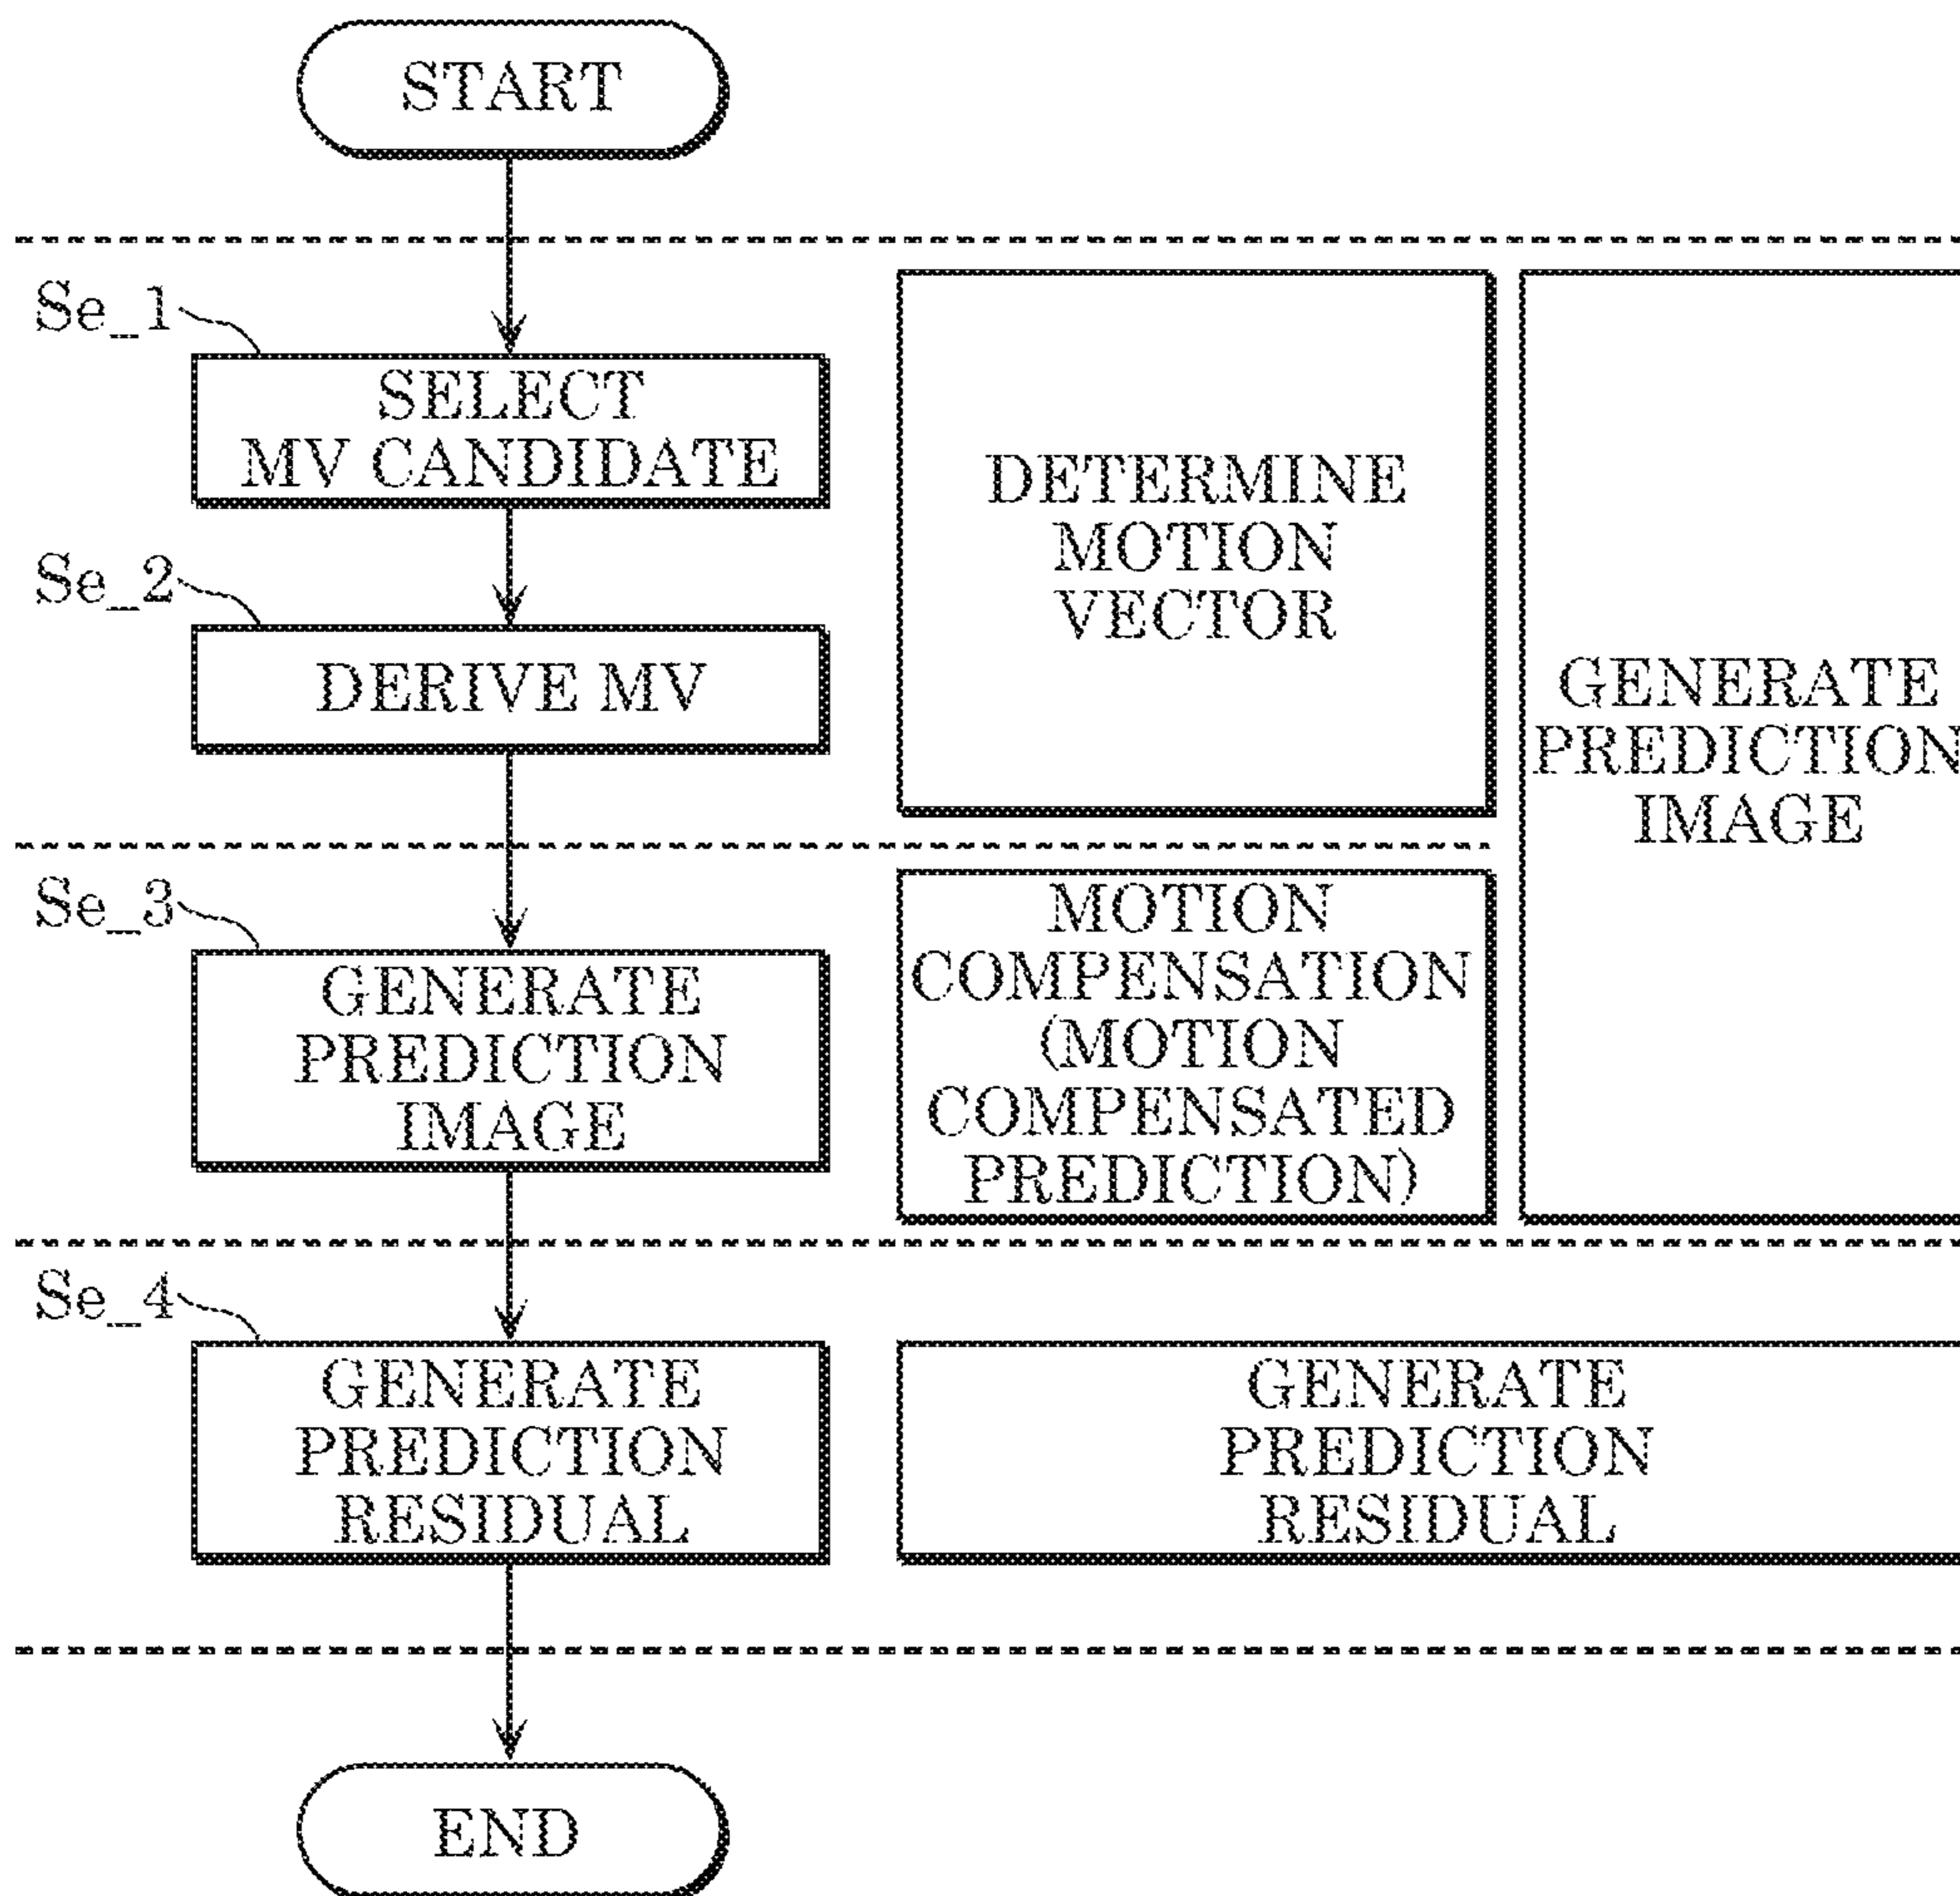 START
Se_1
SELECT
MV CANDIDATE
Se_2
DERIVE MV
DETERMINE
MOTION
VECTOR
GENERATE
PREDICTION
IMAGE
Se_3
GENERATE
PREDICTION
IMAGE
MOTION
COMPENSATION
(MOTION
COMPENSATED
PREDICTION)
Se_4
GENERATE
PREDICTION
RESIDUAL
GENERATE
PREDICTION
RESIDUAL
END